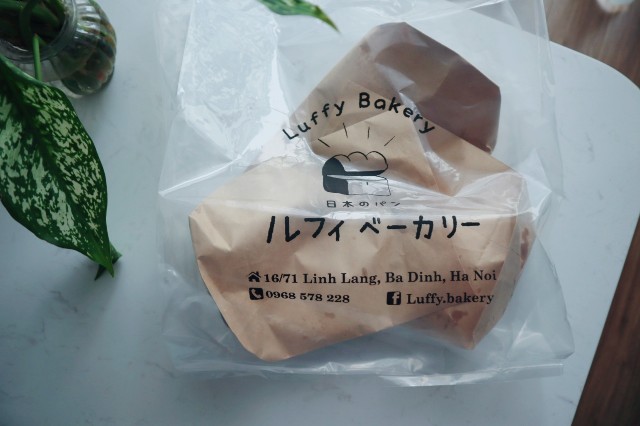 Luffy Bakery
日本のパン
ルフィ ベーカリー
16/71 Linh Lang, Ba Dinh, Ha Noi
0968 578 228 Luffy.bakery